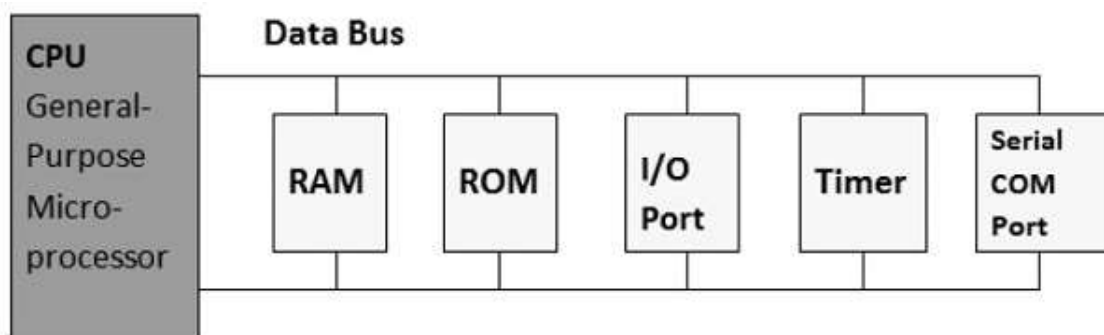 Data Bus
CPU
General-
Purpose
Micro-
processor
RAM
ROM
I/O
Port
Timer
Serial
COM
Port